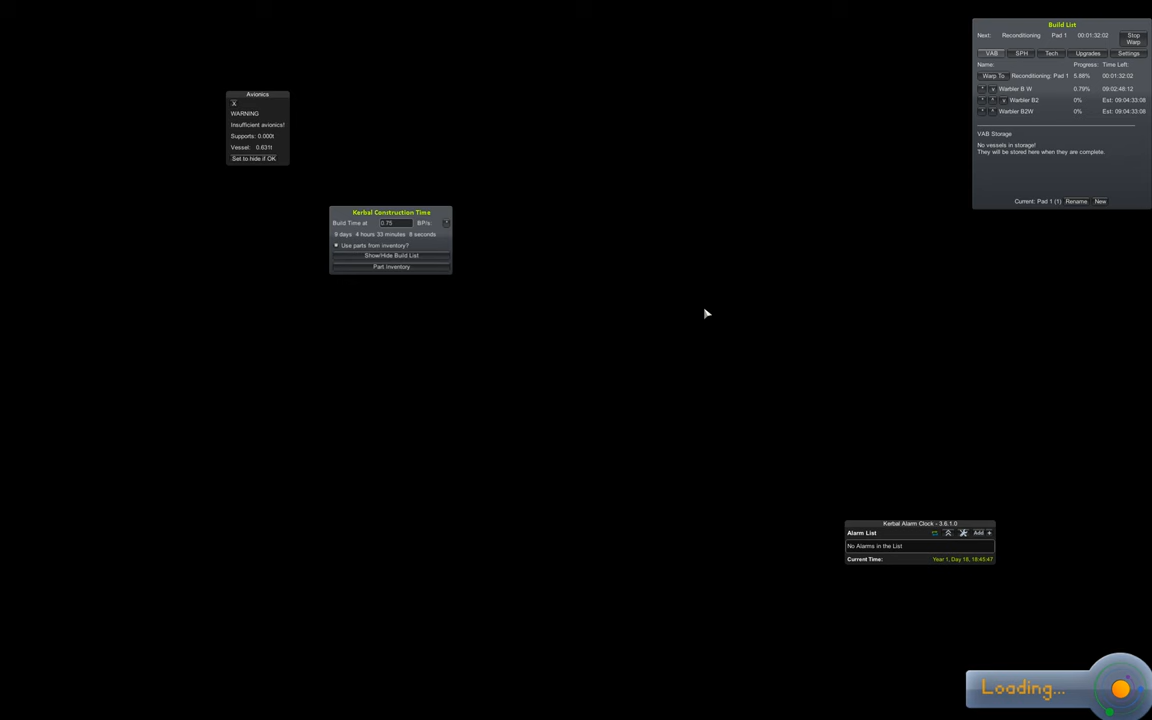 Build List
Next: Reconditioning Pad 1 00:01:32:02 Stop Warp
VAB SPH Tech Upgrades Settings
Name: Progress: Time Left:
Warp To Reconditioning: Pad 1 5.88% 00:01:32:02
Warbler B W 0.79% 09:02:48:12
Warbler B2 0% Est: 09:04:33:08
Warbler B2W 0% Est: 09:04:33:08
VAB Storage
No vessels in storage!
They will be stored here when they are complete.
Current: Pad 1 (1) Rename New
Avionics
X
WARNING
Insufficient avionics!
Supports: 0.000t
Vessel: 0.631t
Set to hide if OK
Kerbal Construction Time
Build Time at 0.75 BP/s:
9 days 4 hours 33 minutes 8 seconds
Use parts from inventory?
Show/Hide Build List
Part Inventory
Kerbal Alarm Clock - 3.6.1.0
Alarm List Add +
No Alarms in the List
Current Time: Year 1, Day 18, 18:45:47
Loading...